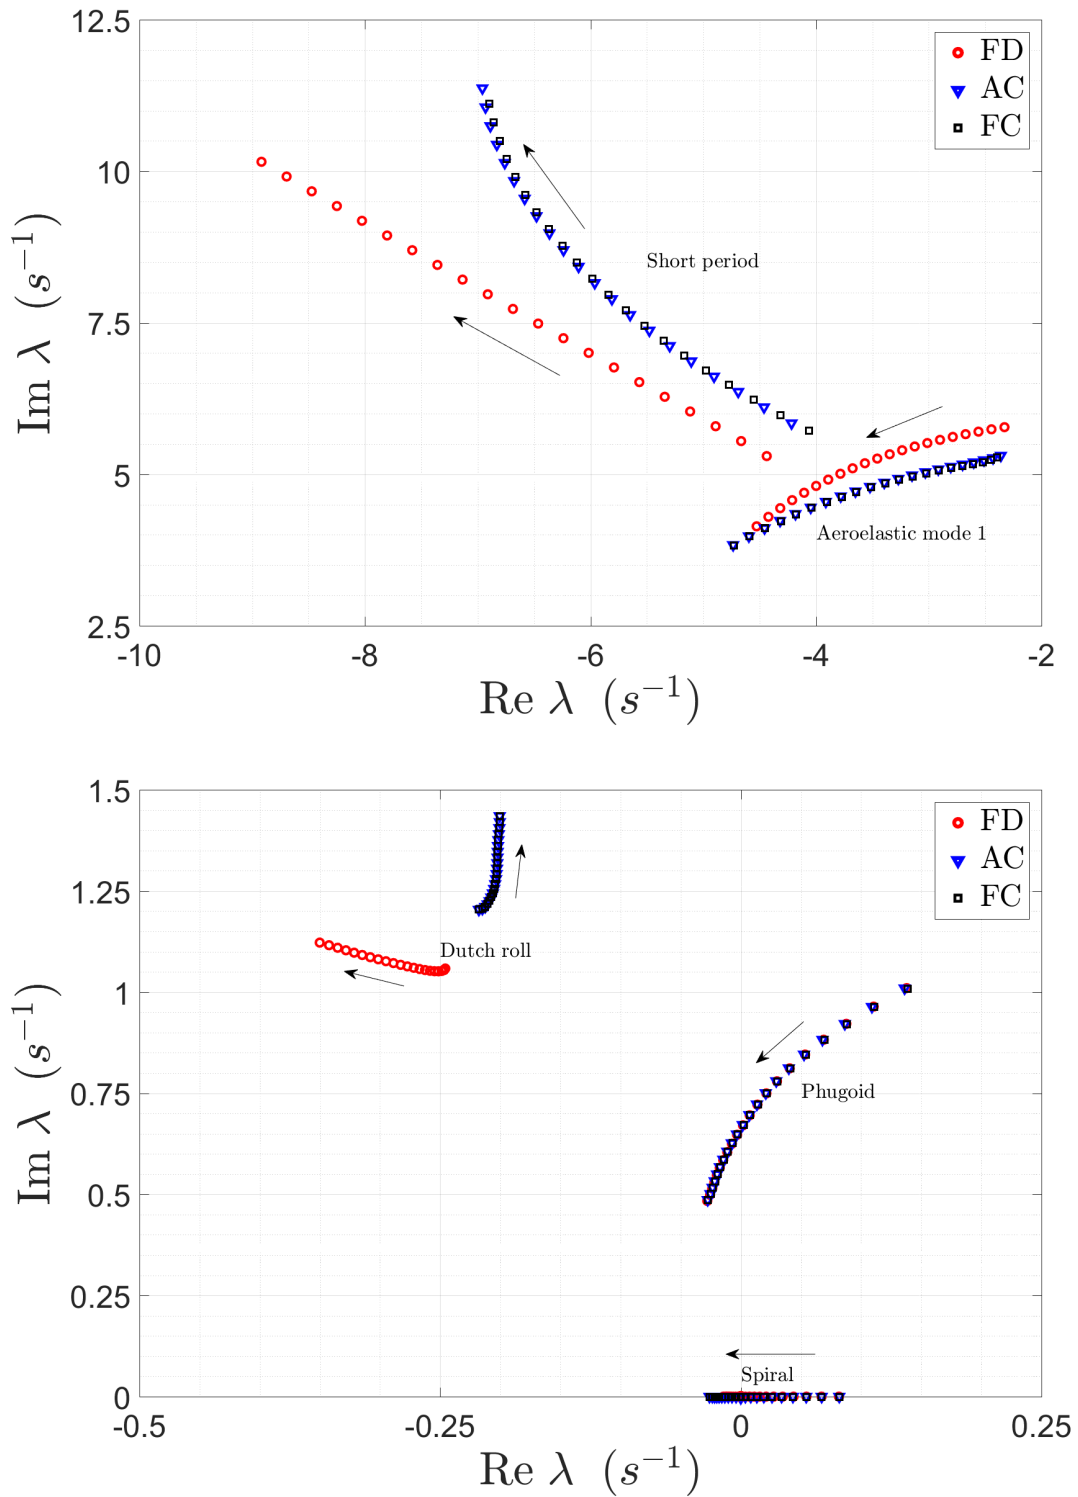 12.5
FD
AC
FC
10
Short period
7.5
5
Aeroelastic mode 1
2.5
-10
-8
-6
-4
-2
Im λ (s⁻¹)
Re λ (s⁻¹)
1.5
FD
AC
FC
1.25
Dutch roll
1
0.75
Phugoid
0.5
0.25
Spiral
0
-0.5
-0.25
0
0.25
Im λ (s⁻¹)
Re λ (s⁻¹)